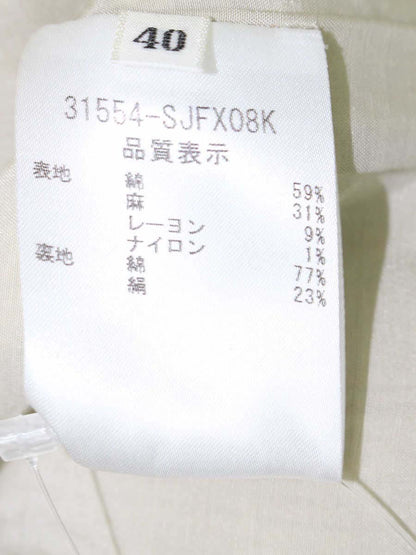 40
31554-SJFX08K
品質表示
表地 綿 59%
麻 31%
レーヨン 9%
ナイロン 1%
裏地 綿 77%
絹 23%